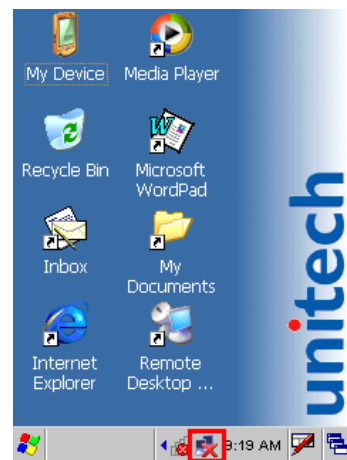 My Device
Media Player
Recycle Bin
Microsoft
WordPad
Inbox
My
Documents
Internet
Explorer
Remote
Desktop ...
unitech
9:19 AM